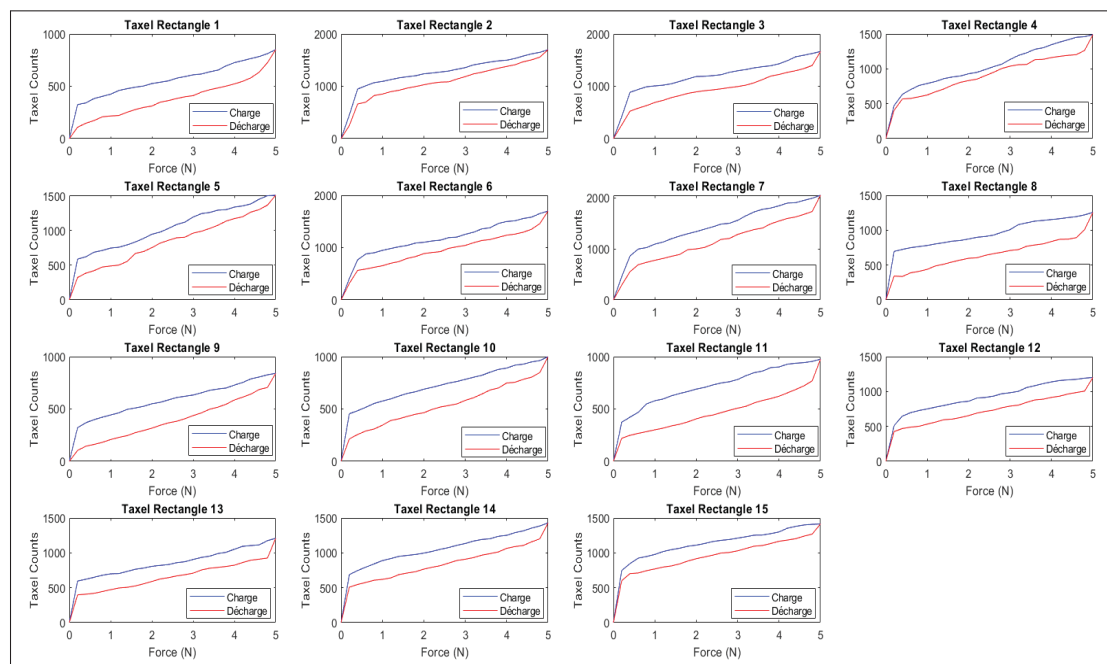 Taxel Rectangle 1
1000
500
0
Taxel Counts
0 1 2 3 4 5
Force (N)
Charge
Décharge
Taxel Rectangle 2
2000
1000
0
Taxel Counts
0 1 2 3 4 5
Force (N)
Charge
Décharge
Taxel Rectangle 3
2000
1000
0
Taxel Counts
0 1 2 3 4 5
Force (N)
Charge
Décharge
Taxel Rectangle 4
1500
1000
500
0
Taxel Counts
0 1 2 3 4 5
Force (N)
Charge
Décharge
Taxel Rectangle 5
1500
1000
500
0
Taxel Counts
0 1 2 3 4 5
Force (N)
Charge
Décharge
Taxel Rectangle 6
2000
1000
0
Taxel Counts
0 1 2 3 4 5
Force (N)
Charge
Décharge
Taxel Rectangle 7
2000
1000
0
Taxel Counts
0 1 2 3 4 5
Force (N)
Charge
Décharge
Taxel Rectangle 8
1500
1000
500
0
Taxel Counts
0 1 2 3 4 5
Force (N)
Charge
Décharge
Taxel Rectangle 9
1000
500
0
Taxel Counts
0 1 2 3 4 5
Force (N)
Charge
Décharge
Taxel Rectangle 10
1000
500
0
Taxel Counts
0 1 2 3 4 5
Force (N)
Charge
Décharge
Taxel Rectangle 11
1000
500
0
Taxel Counts
0 1 2 3 4 5
Force (N)
Charge
Décharge
Taxel Rectangle 12
1500
1000
500
0
Taxel Counts
0 1 2 3 4 5
Force (N)
Charge
Décharge
Taxel Rectangle 13
1500
1000
500
0
Taxel Counts
0 1 2 3 4 5
Force (N)
Charge
Décharge
Taxel Rectangle 14
1500
1000
500
0
Taxel Counts
0 1 2 3 4 5
Force (N)
Charge
Décharge
Taxel Rectangle 15
1500
1000
500
0
Taxel Counts
0 1 2 3 4 5
Force (N)
Charge
Décharge